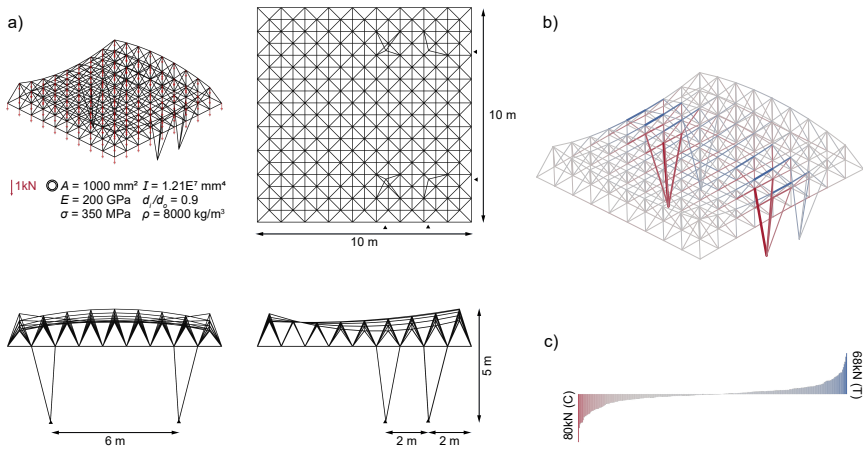 a)
1kN
A = 1000 mm² I = 1.21E⁷ mm⁴
E = 200 GPa dᵢ/dₒ = 0.9
σ = 350 MPa ρ = 8000 kg/m³
10 m
10 m
6 m
5 m
2 m
2 m
b)
c)
80kN (C)
68kN (T)